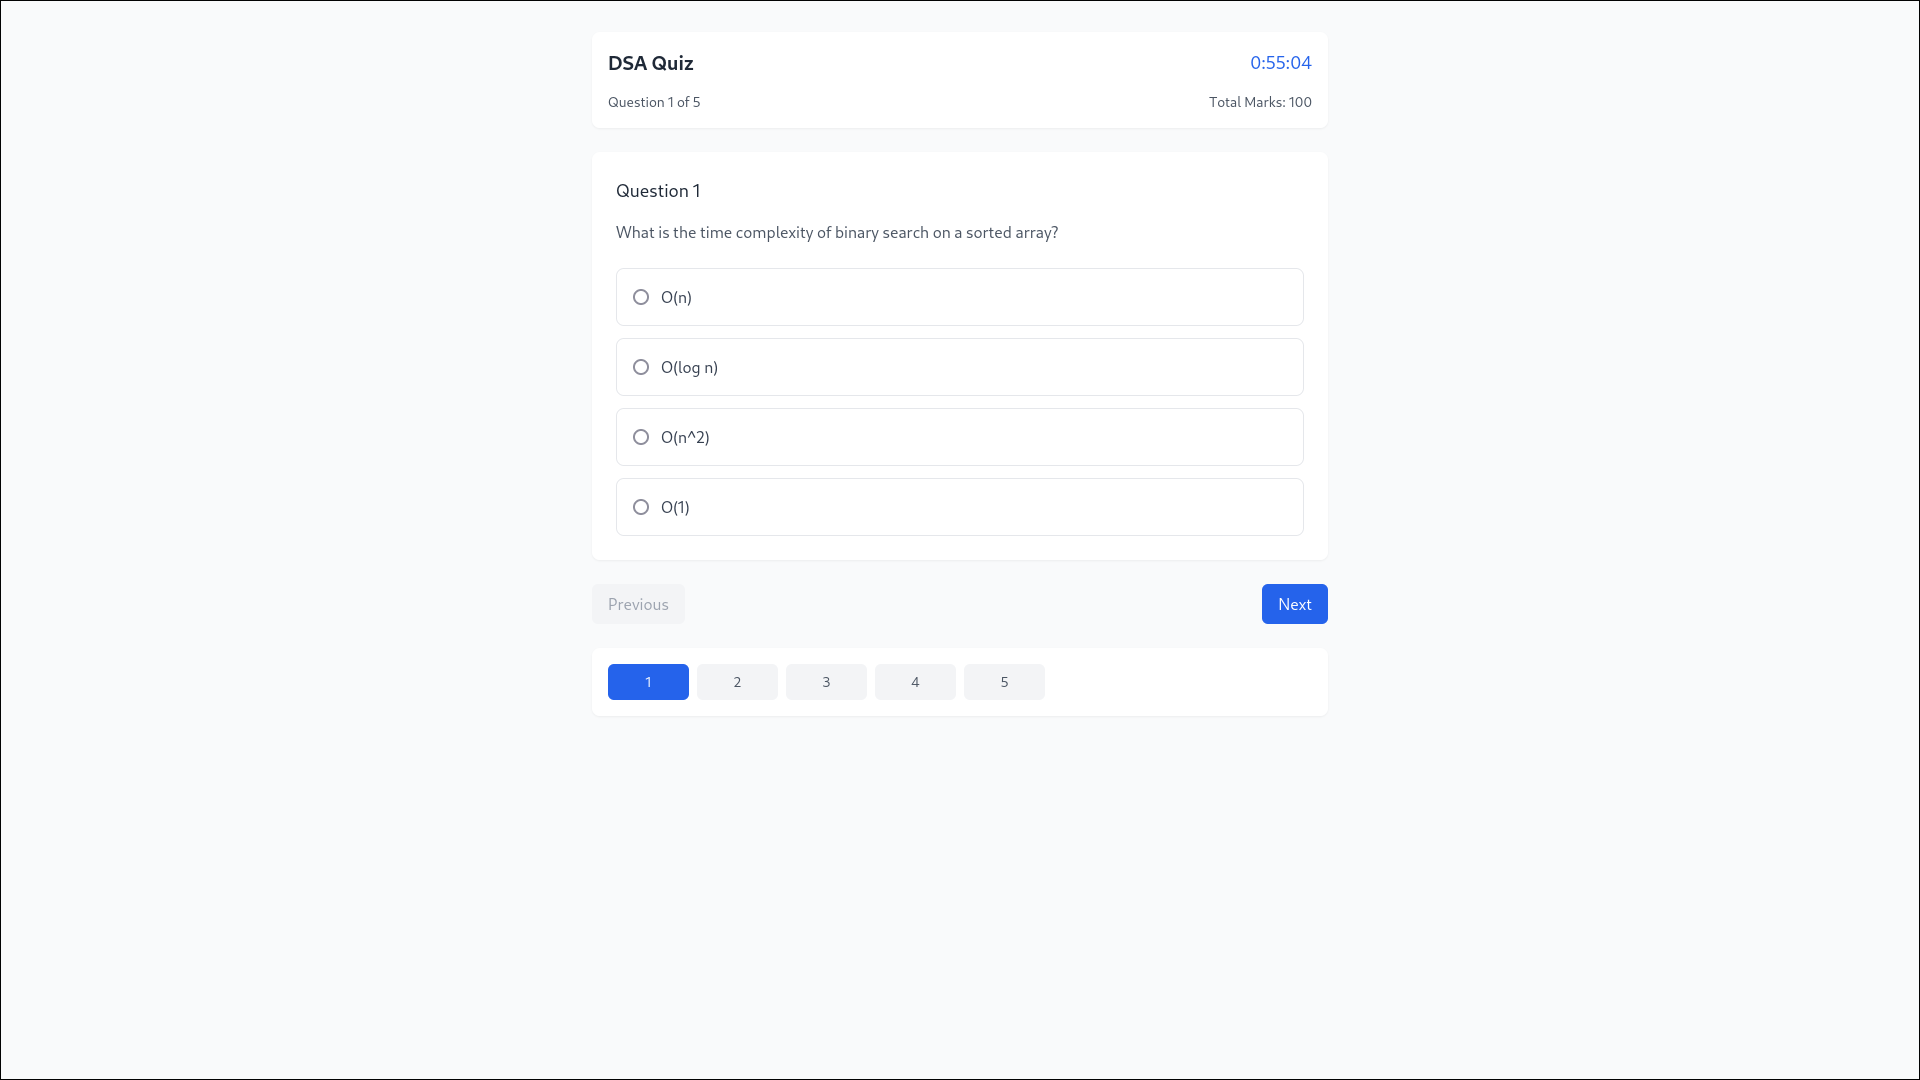 DSA Quiz
0:55:04
Question 1 of 5
Total Marks: 100
Question 1
What is the time complexity of binary search on a sorted array?
O(n)
O(log n)
O(n^2)
O(1)
Previous
Next
1
2
3
4
5